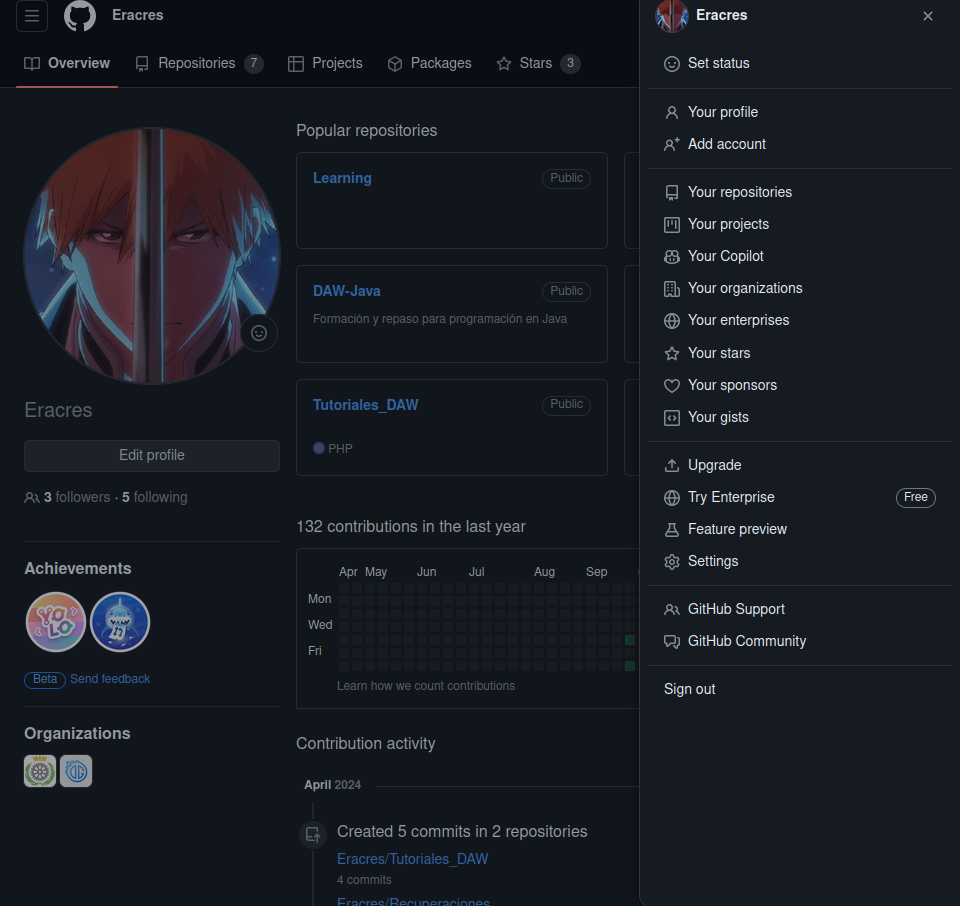 Eracres
Overview
Repositories 7
Projects
Packages
Stars 3
Eracres
Edit profile
3 followers · 5 following
Achievements
YOLO
Beta Send feedback
Organizations
Popular repositories
Learning Public
DAW-Java Public
Formación y repaso para programación en Java
Tutoriales_DAW Public
PHP
132 contributions in the last year
Apr May Jun Jul Aug Sep
Mon
Wed
Fri
Learn how we count contributions
Contribution activity
April 2024
Created 5 commits in 2 repositories
Eracres/Tutoriales_DAW
4 commits
Eracres/Recuperaciones
Eracres
Set status
Your profile
Add account
Your repositories
Your projects
Your Copilot
Your organizations
Your enterprises
Your stars
Your sponsors
Your gists
Upgrade
Try Enterprise Free
Feature preview
Settings
GitHub Support
GitHub Community
Sign out